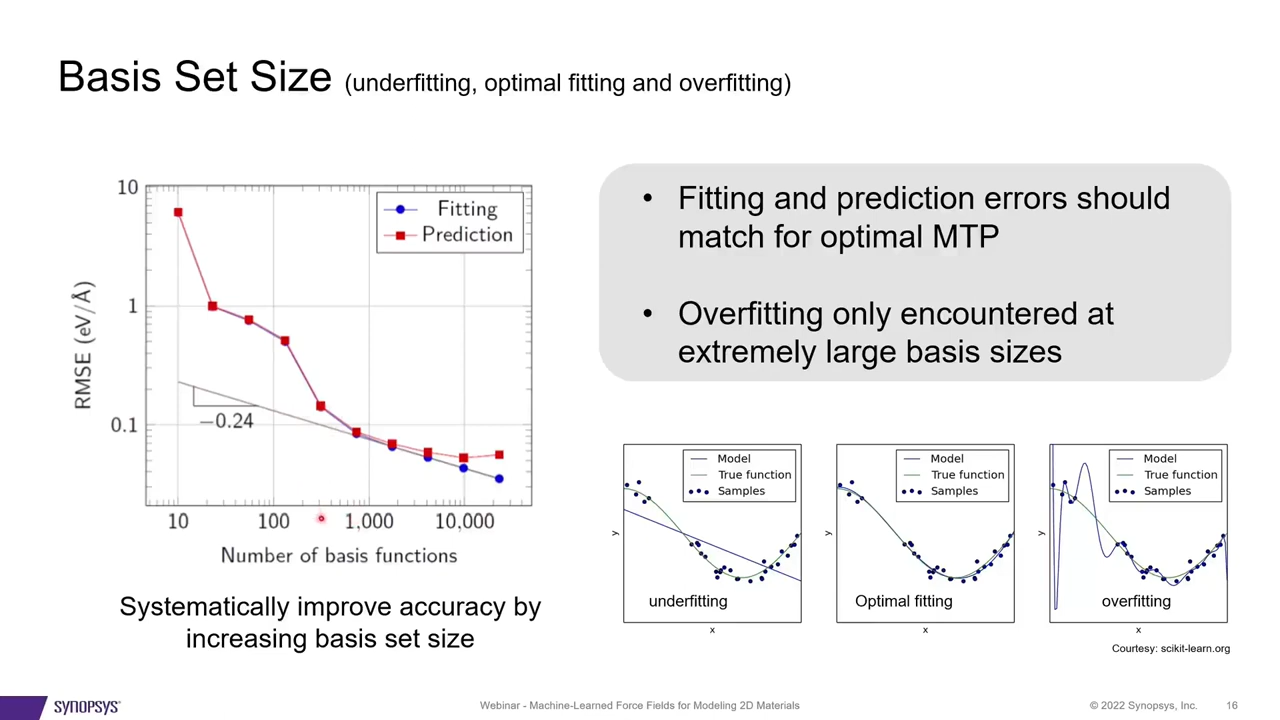 Basis Set Size (underfitting, optimal fitting and overfitting)
10
1
0.1
RMSE (eV/Å)
Fitting
Prediction
−0.24
10
100
1,000
10,000
Number of basis functions
Systematically improve accuracy by
increasing basis set size
• Fitting and prediction errors should
match for optimal MTP
• Overfitting only encountered at
extremely large basis sizes
Model
True function
Samples
y
underfitting
x
Model
True function
Samples
y
Optimal fitting
x
Model
True function
Samples
y
overfitting
x
Courtesy: scikit-learn.org
SYNOPSYS®
Webinar - Machine-Learned Force Fields for Modeling 2D Materials
© 2022 Synopsys, Inc.
16